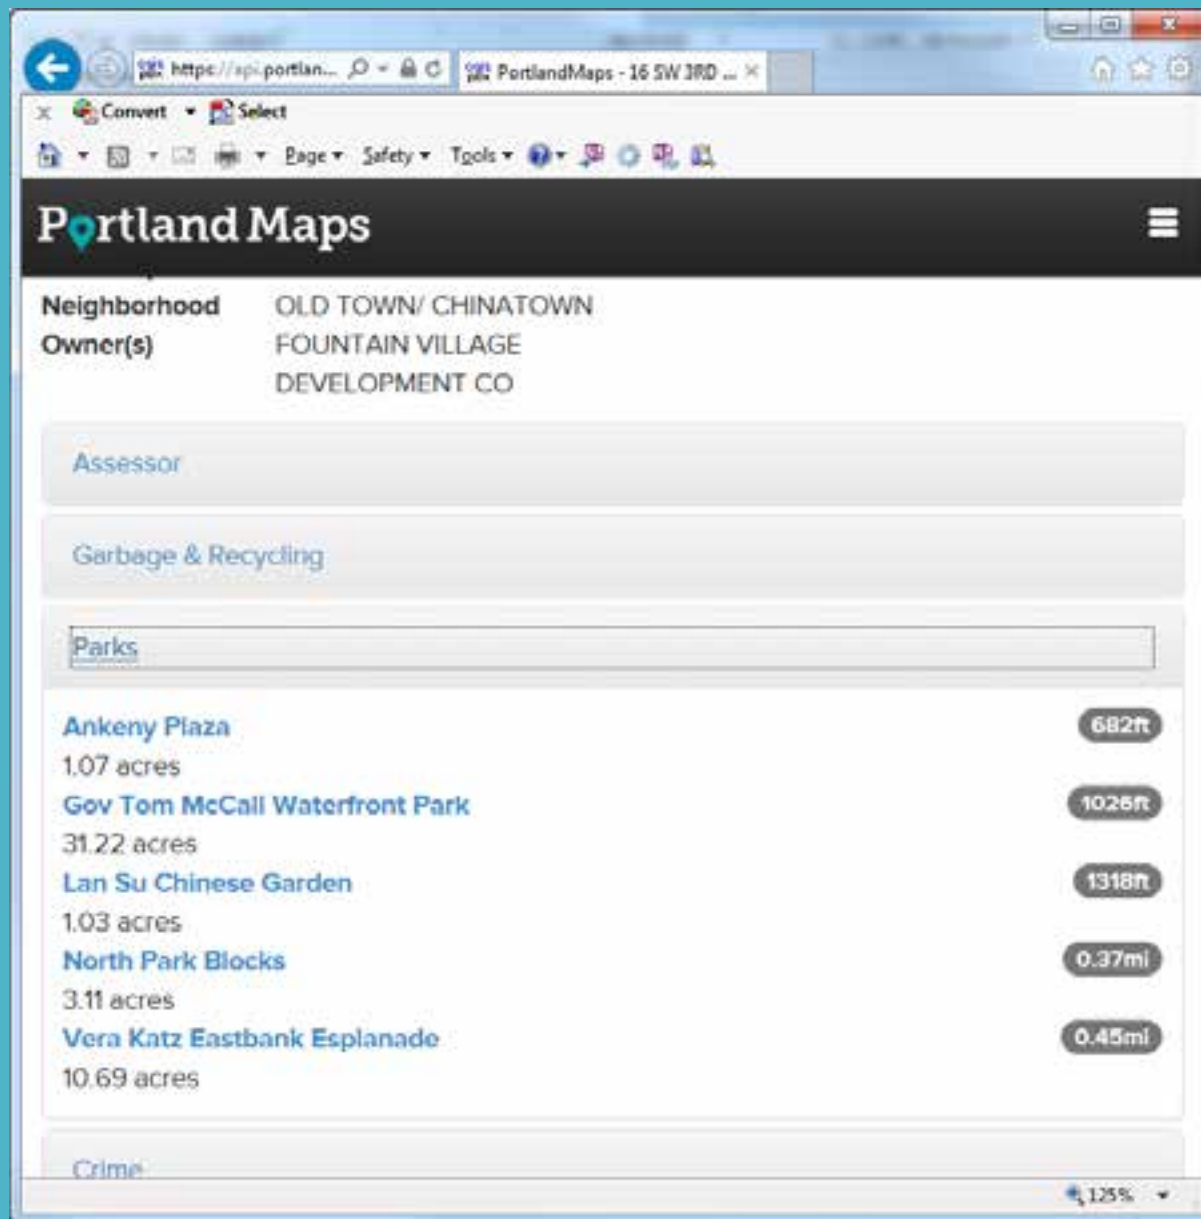 https://api.portlan...
PortlandMaps - 16 SW 3RD ...
x Convert Select
Page Safety Tools
Portland Maps
Neighborhood OLD TOWN/ CHINATOWN
Owner(s) FOUNTAIN VILLAGE
DEVELOPMENT CO
Assessor
Garbage & Recycling
Parks
Ankeny Plaza 682ft
1.07 acres
Gov Tom McCall Waterfront Park 1026ft
31.22 acres
Lan Su Chinese Garden 1318ft
1.03 acres
North Park Blocks 0.37mi
3.11 acres
Vera Katz Eastbank Esplanade 0.45mi
10.69 acres
Crime
125%